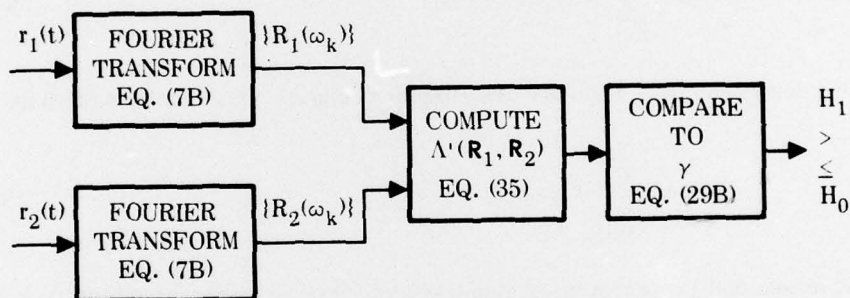 r₁(t)
FOURIER
TRANSFORM
EQ. (7B)
{R₁(ωₖ)}
r₂(t)
FOURIER
TRANSFORM
EQ. (7B)
{R₂(ωₖ)}
COMPUTE
Λ'(R₁, R₂)
EQ. (35)
COMPARE
TO
γ
EQ. (29B)
H₁
>
≤
H₀